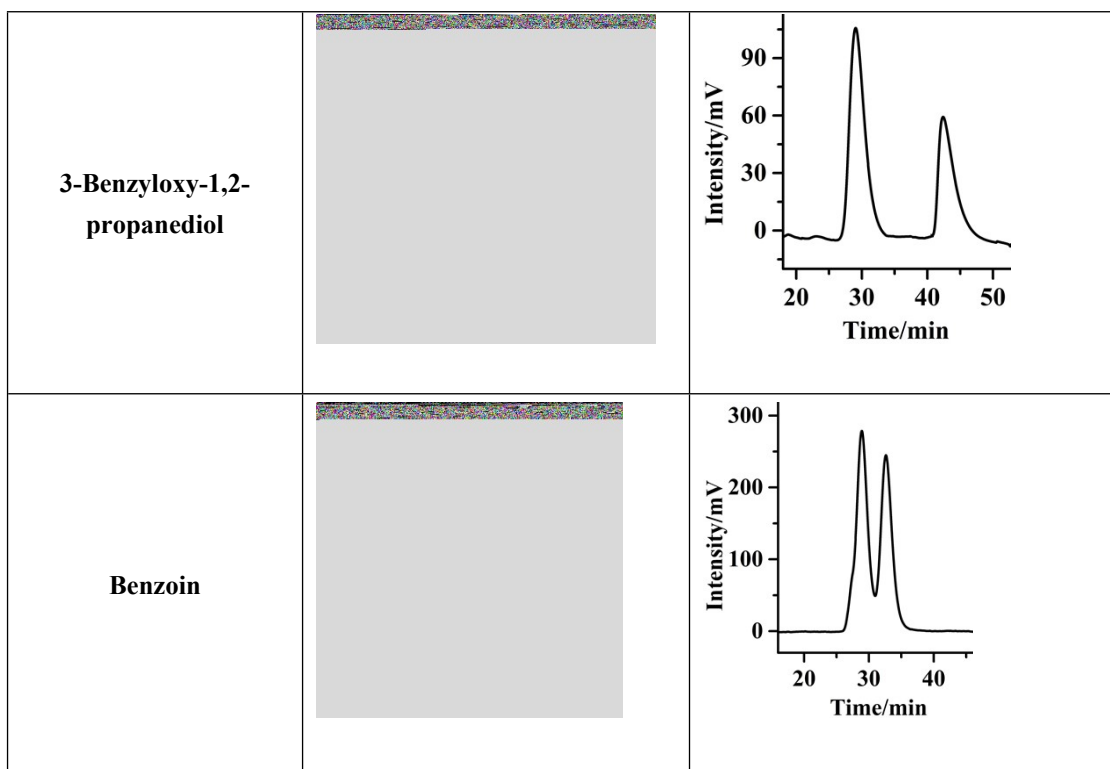 3-Benzyloxy-1,2-
propanediol
Intensity/mV
90
60
30
0
20 30 40 50
Time/min
Benzoin
Intensity/mV
300
200
100
0
20 30 40
Time/min